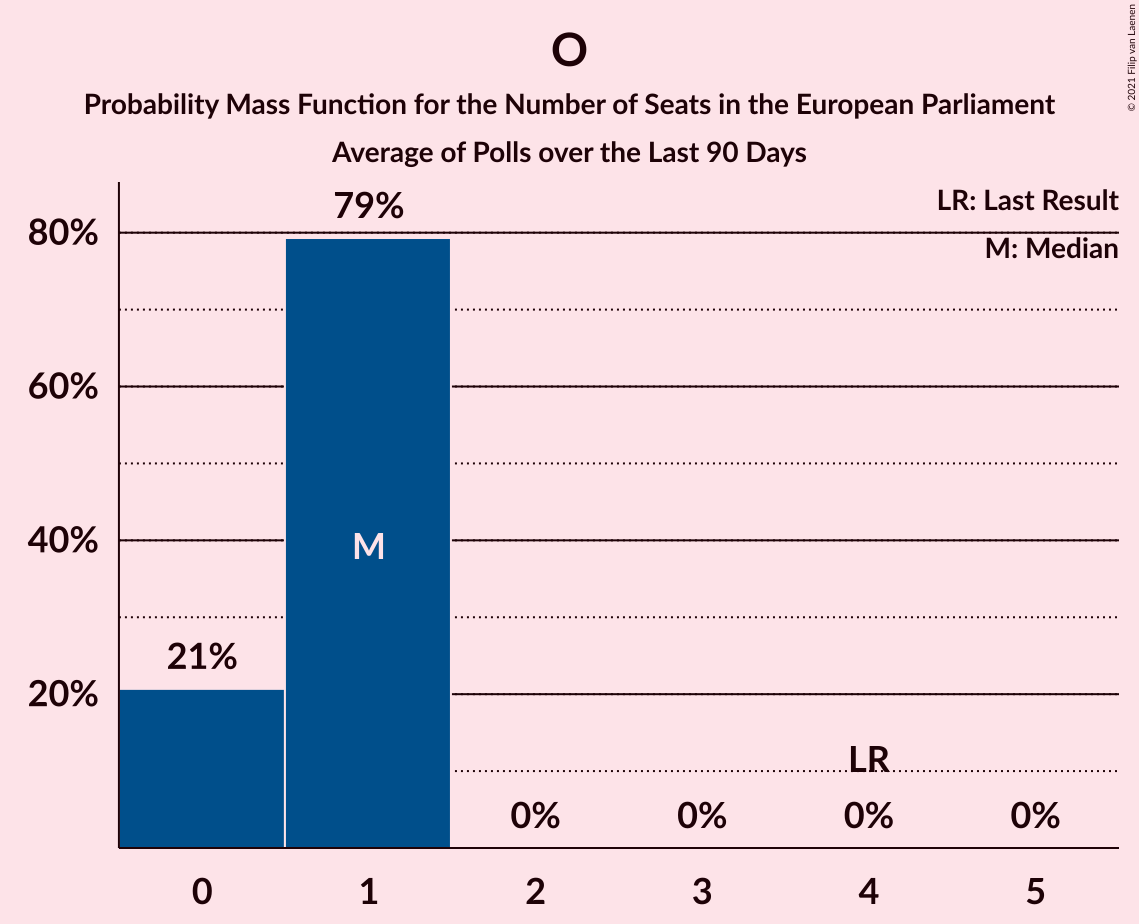 O
Probability Mass Function for the Number of Seats in the European Parliament
Average of Polls over the Last 90 Days
© 2021 Filip van Laenen
LR: Last Result
M: Median
80%
60%
40%
20%
79%
21%
M
LR
0% 0% 0% 0%
0 1 2 3 4 5